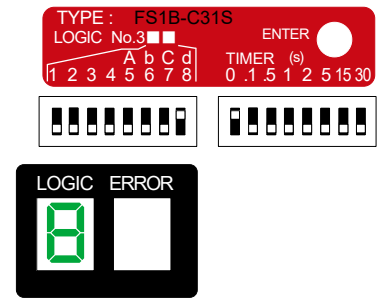 TYPE : FS1B-C31S
LOGIC No.3■■
ENTER
A b C d
TIMER (s)
1 2 3 4 5 6 7 8
0 .1 .5 1 2 5 15 30
LOGIC ERROR
8